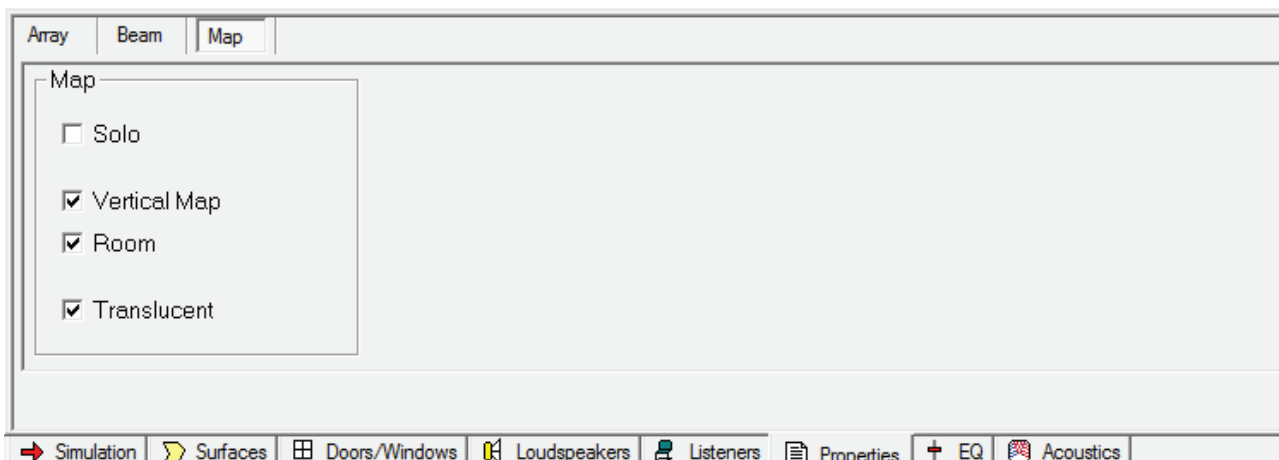 Array Beam Map
Map
Solo
Vertical Map
Room
Translucent
Simulation Surfaces Doors/Windows Loudspeakers Listeners Properties EQ Acoustics